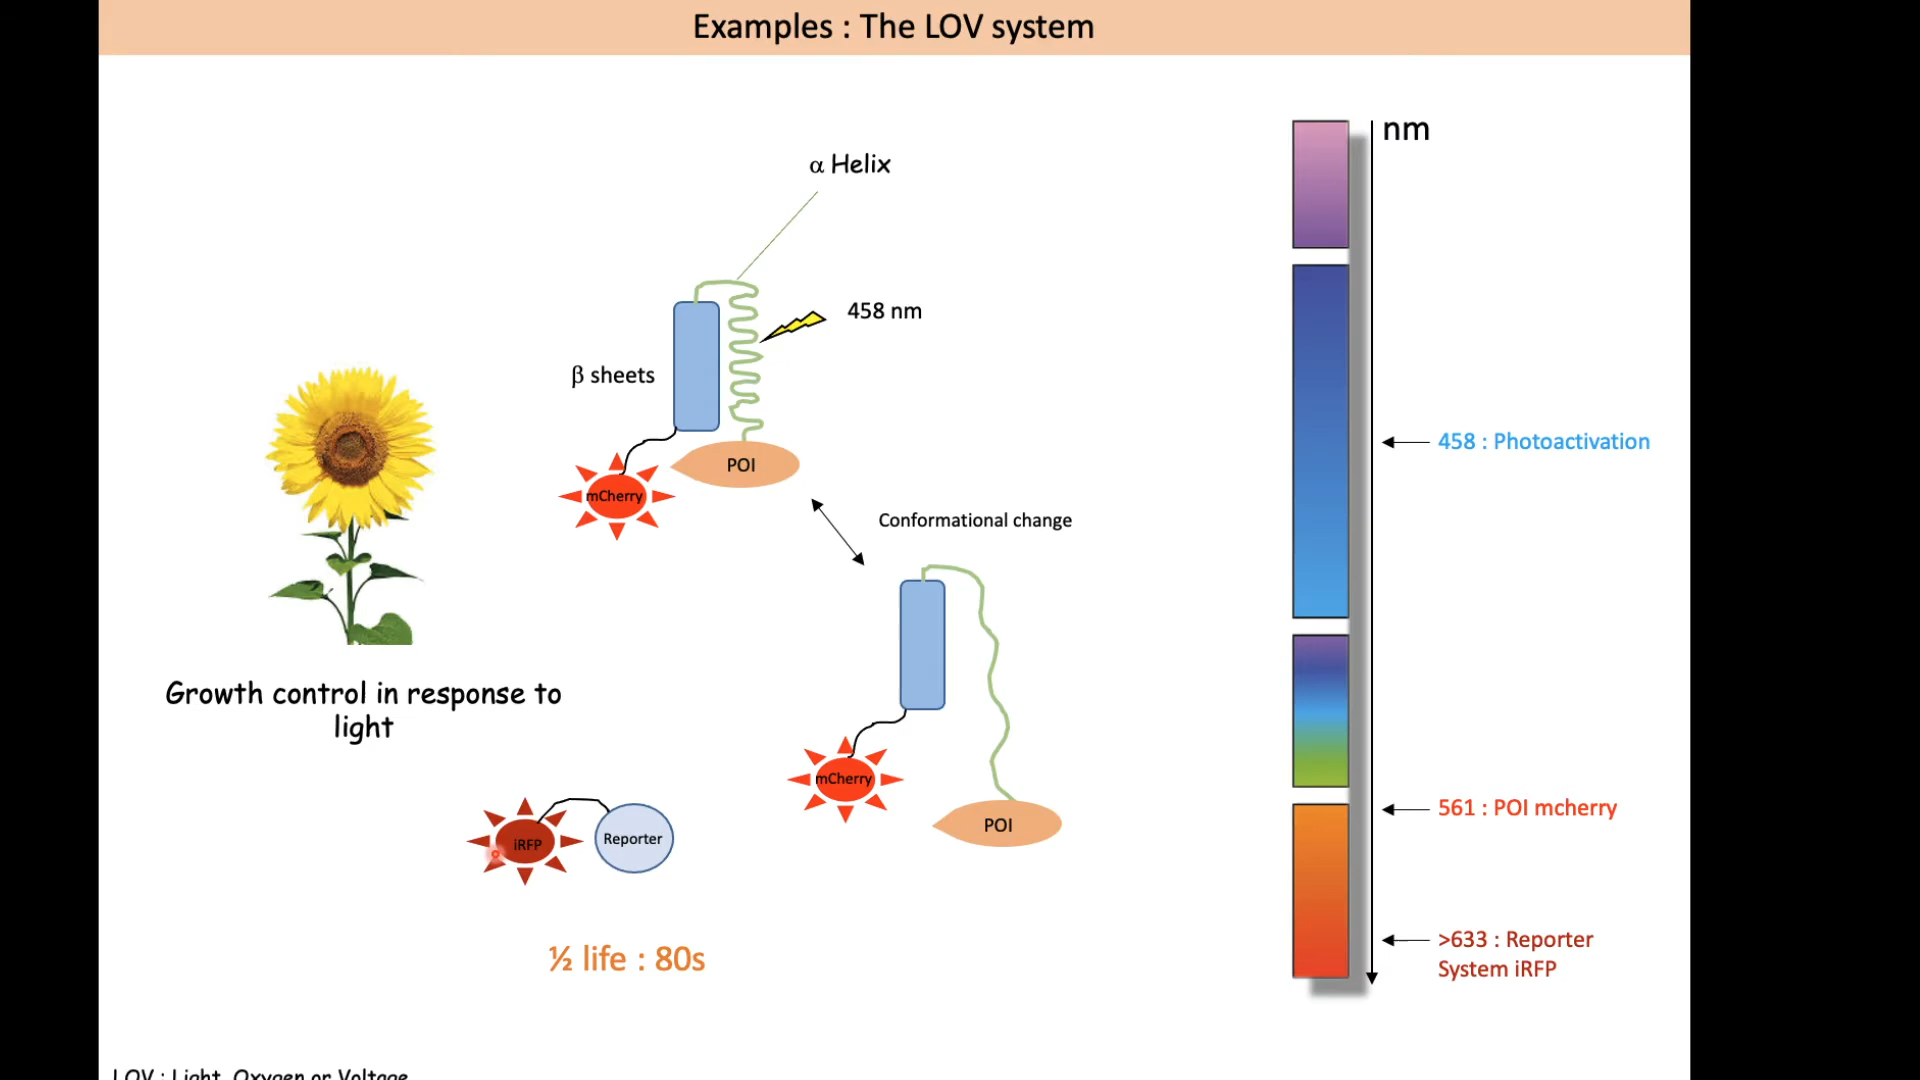 Examples : The LOV system
nm
α Helix
458 nm
β sheets
POI
mCherry
458 : Photoactivation
Conformational change
Growth control in response to
light
mCherry
POI
iRFP
Reporter
561 : POI mcherry
>633 : Reporter
System iRFP
½ life : 80s
LOV : Light, Oxygen or Voltage